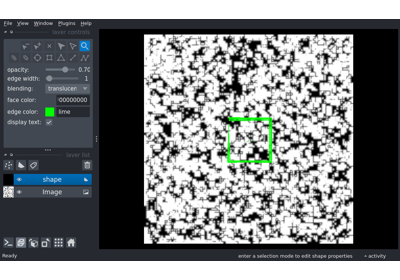 File View Window Plugins Help
layer controls
opacity: 0.70
edge width: 1
blending: translucen
face color: 00000000
edge color: lime
display text:
layer list
shape
Image
Ready enter a selection mode to edit shape properties activity